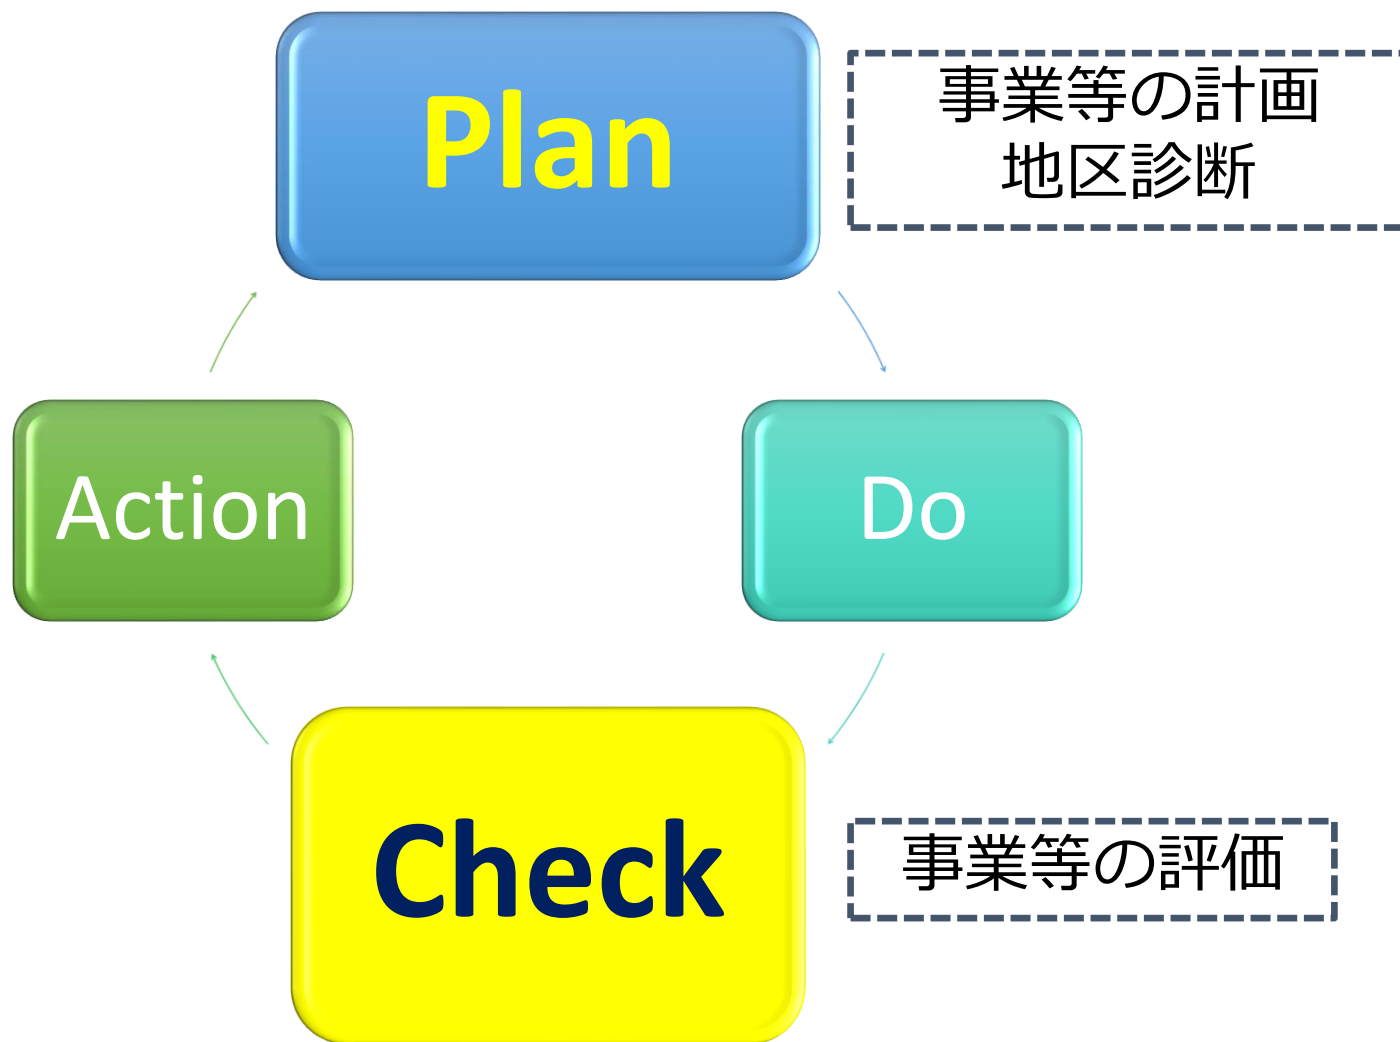 Plan
事業等の計画
地区診断
Action
Do
Check
事業等の評価